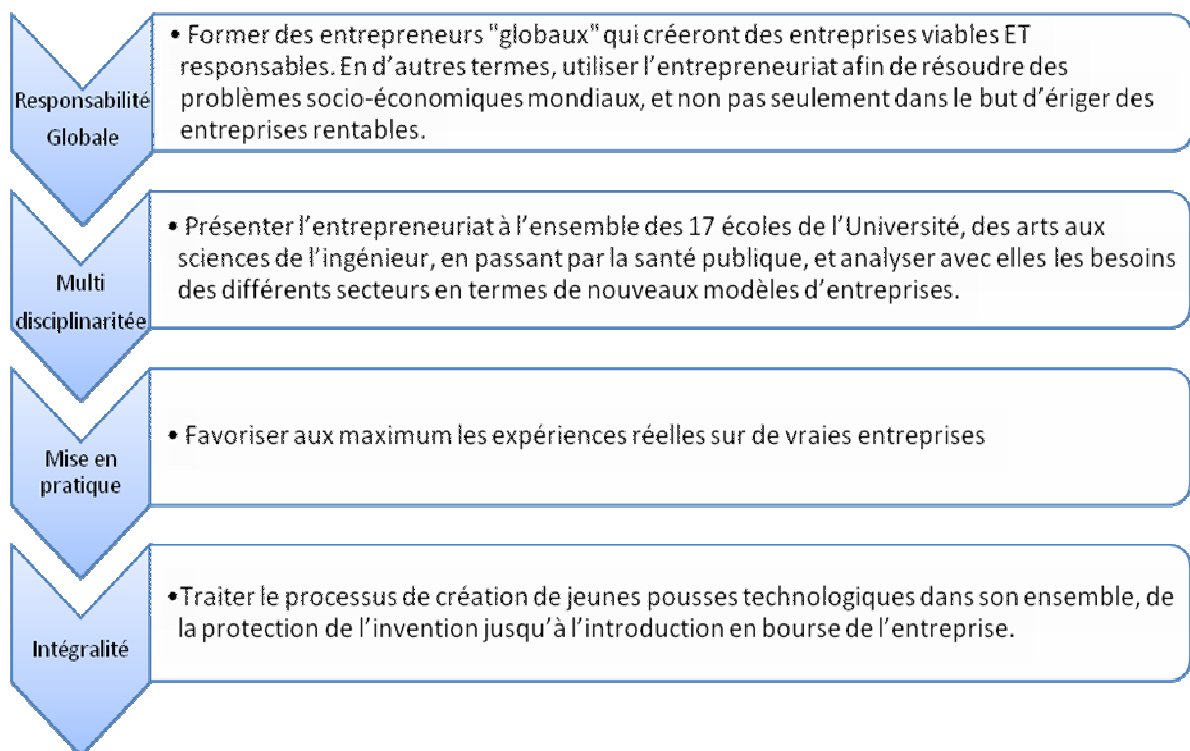 Responsabilité
Globale
• Former des entrepreneurs "globaux" qui créeront des entreprises viables ET
responsables. En d'autres termes, utiliser l'entrepreneuriat afin de résoudre des
problèmes socio-économiques mondiaux, et non pas seulement dans le but d'ériger des
entreprises rentables.
Multi
disciplinaritée
• Présenter l'entrepreneuriat à l'ensemble des 17 écoles de l'Université, des arts aux
sciences de l'ingénieur, en passant par la santé publique, et analyser avec elles les besoins
des différents secteurs en termes de nouveaux modèles d'entreprises.
Mise en
pratique
• Favoriser aux maximum les expériences réelles sur de vraies entreprises
Intégralité
•Traiter le processus de création de jeunes pousses technologiques dans son ensemble, de
la protection de l'invention jusqu'à l'introduction en bourse de l'entreprise.